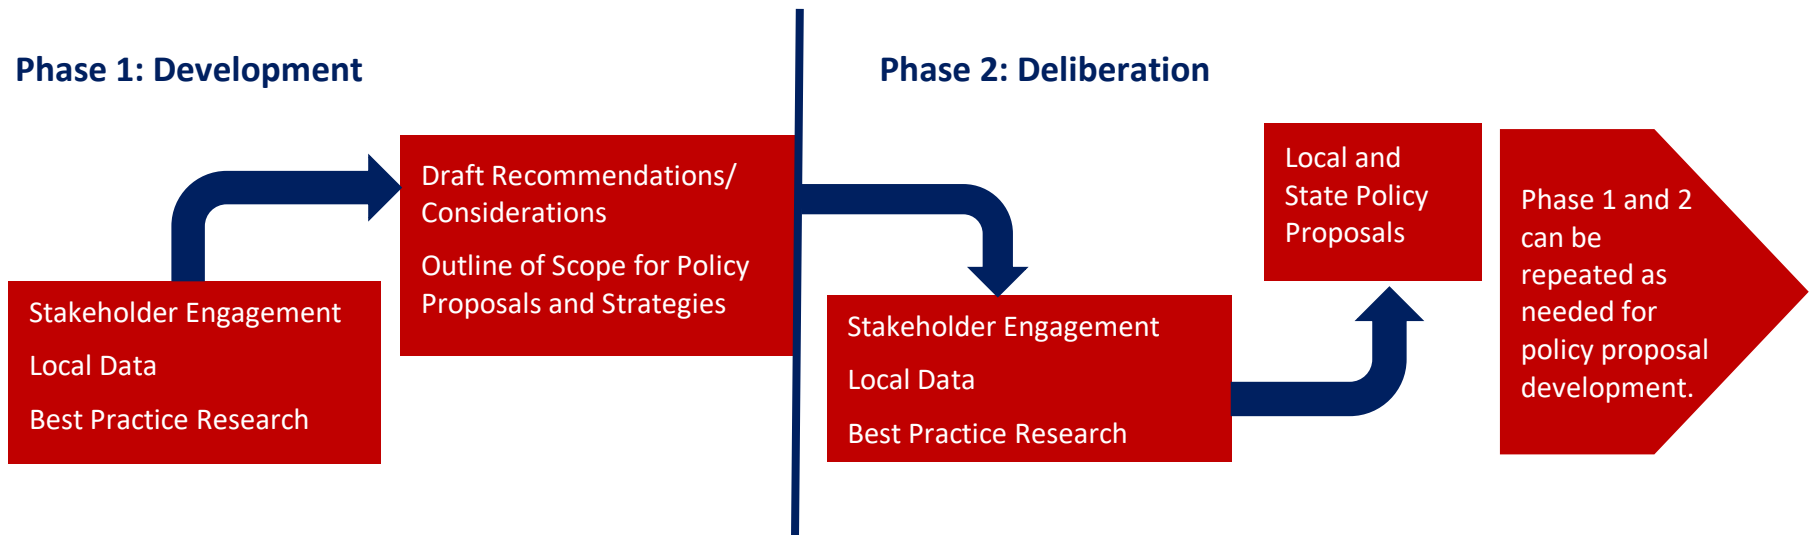 Phase 1: Development
Draft Recommendations/
Considerations
Outline of Scope for Policy
Proposals and Strategies
Stakeholder Engagement
Local Data
Best Practice Research
Phase 2: Deliberation
Stakeholder Engagement
Local Data
Best Practice Research
Local and
State Policy
Proposals
Phase 1 and 2
can be
repeated as
needed for
policy proposal
development.